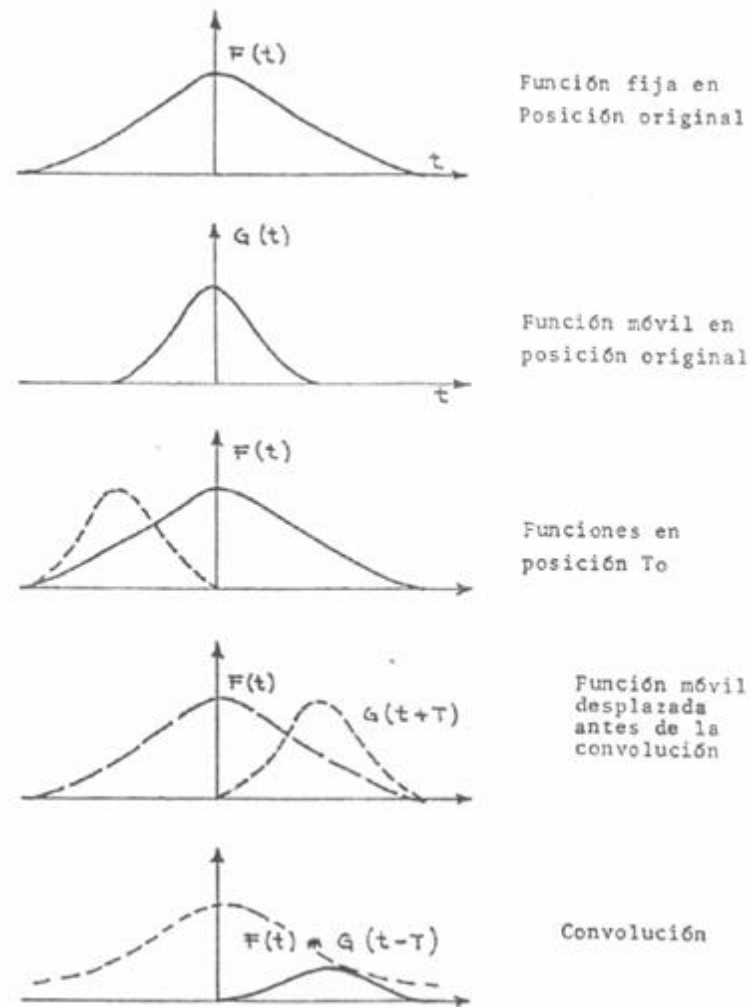 F(t)
Función fija en
Posición original
t
G(t)
Función móvil en
posición original
t
F(t)
Funciones en
posición To
F(t)
G(t+T)
Función móvil
desplazada
antes de la
convolución
F(t) * G(t-T)
Convolución